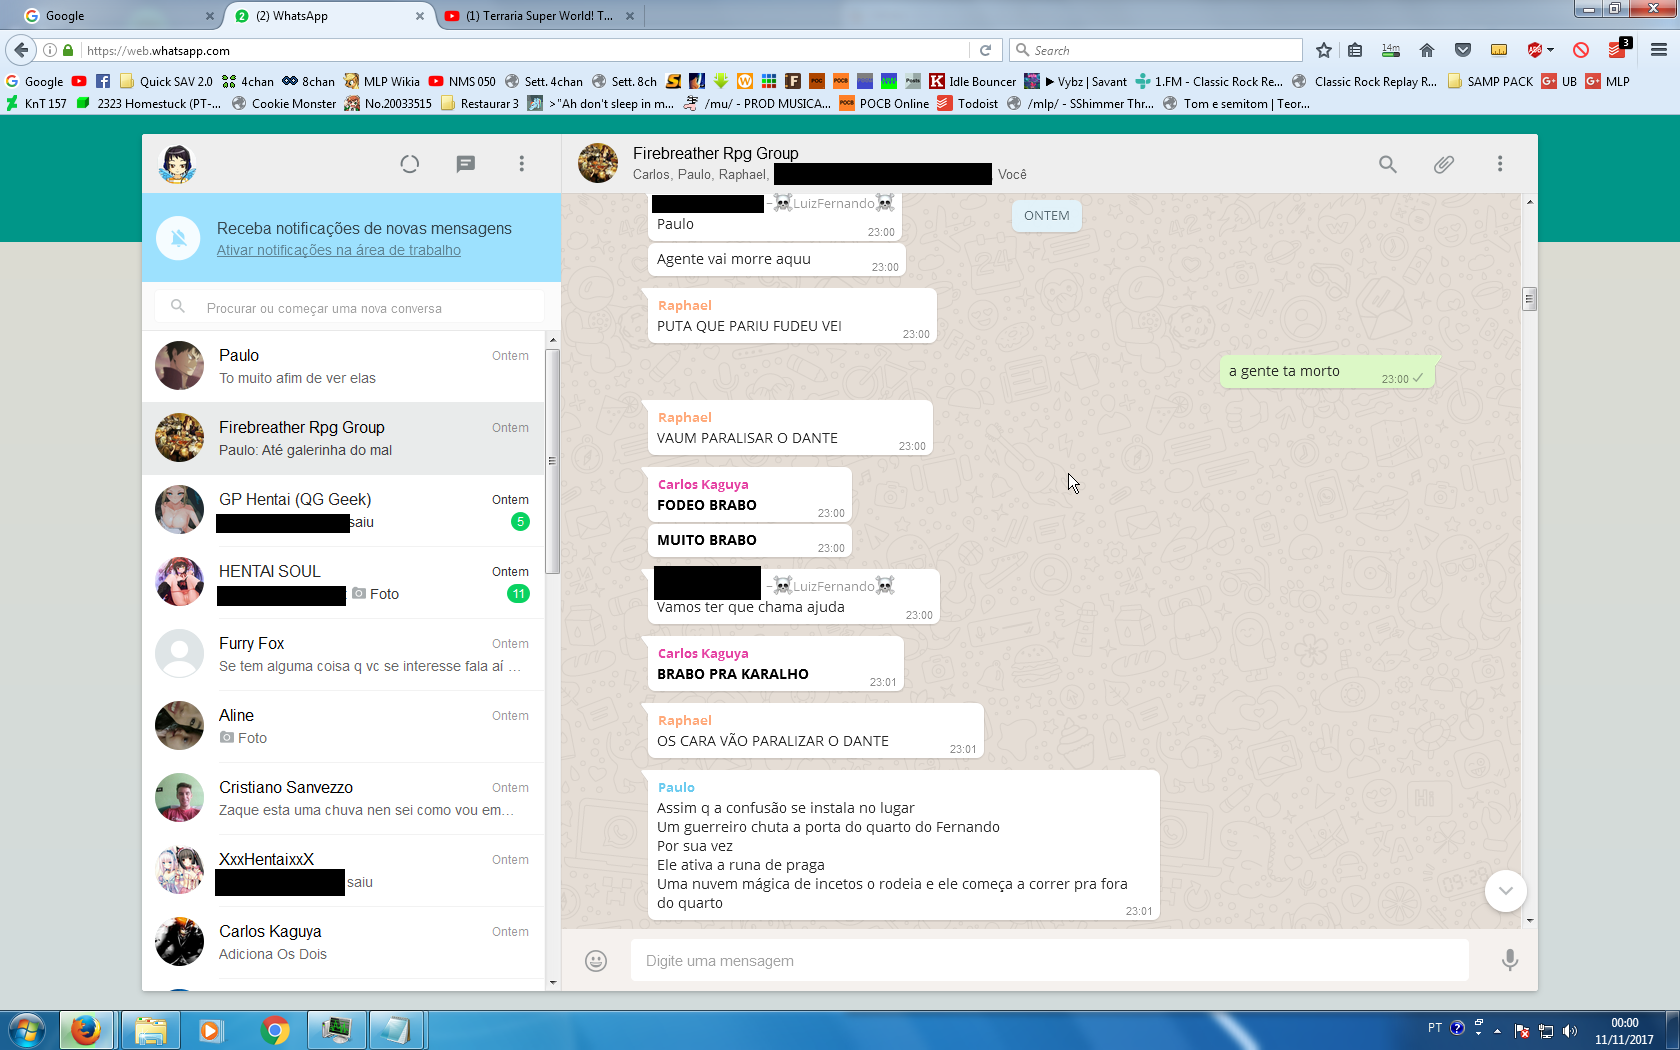 Google
(2) WhatsApp
(1) Terraria Super World! T...
https://web.whatsapp.com
Search
14m
3
Google
Quick SAV 2.0
4chan
8chan
MLP Wikia
NMS 050
Sett. 4chan
Sett. 8ch
Idle Bouncer
► Vybz | Savant
1.FM - Classic Rock Re...
Classic Rock Replay R...
SAMP PACK
UB
MLP
KnT 157
2323 Homestuck (PT-...
Cookie Monster
No.20033515
Restaurar 3
>"Ah don't sleep in m...
/mu/ - PROD MUSICA...
POCB Online
Todoist
/mlp/ - SShimmer Thr...
Tom e semitom | Teor...
Receba notificações de novas mensagens
Ativar notificações na área de trabalho
Procurar ou começar uma nova conversa
Paulo
Ontem
To muito afim de ver elas
Firebreather Rpg Group
Ontem
Paulo: Até galerinha do mal
GP Hentai (QG Geek)
Ontem
saiu
5
HENTAI SOUL
Ontem
Foto
11
Furry Fox
Ontem
Se tem alguma coisa q vc se interesse fala aí ...
Aline
Ontem
Foto
Cristiano Sanvezzo
Ontem
Zaque esta uma chuva nen sei como vou em...
XxxHentaixxX
Ontem
saiu
Carlos Kaguya
Ontem
Adiciona Os Dois
Firebreather Rpg Group
Carlos, Paulo, Raphael,
Você
ONTEM
~☠LuizFernando☠
Paulo
23:00
Agente vai morre aquu
23:00
Raphael
PUTA QUE PARIU FUDEU VEI
23:00
a gente ta morto
23:00
Raphael
VAUM PARALISAR O DANTE
23:00
Carlos Kaguya
FODEO BRABO
23:00
MUITO BRABO
23:00
~☠LuizFernando☠
Vamos ter que chama ajuda
23:00
Carlos Kaguya
BRABO PRA KARALHO
23:01
Raphael
OS CARA VÃO PARALIZAR O DANTE
23:01
Paulo
Assim q a confusão se instala no lugar
Um guerreiro chuta a porta do quarto do Fernando
Por sua vez
Ele ativa a runa de praga
Uma nuvem mágica de incetos o rodeia e ele começa a correr pra fora
do quarto
23:01
Digite uma mensagem
PT
00:00
11/11/2017